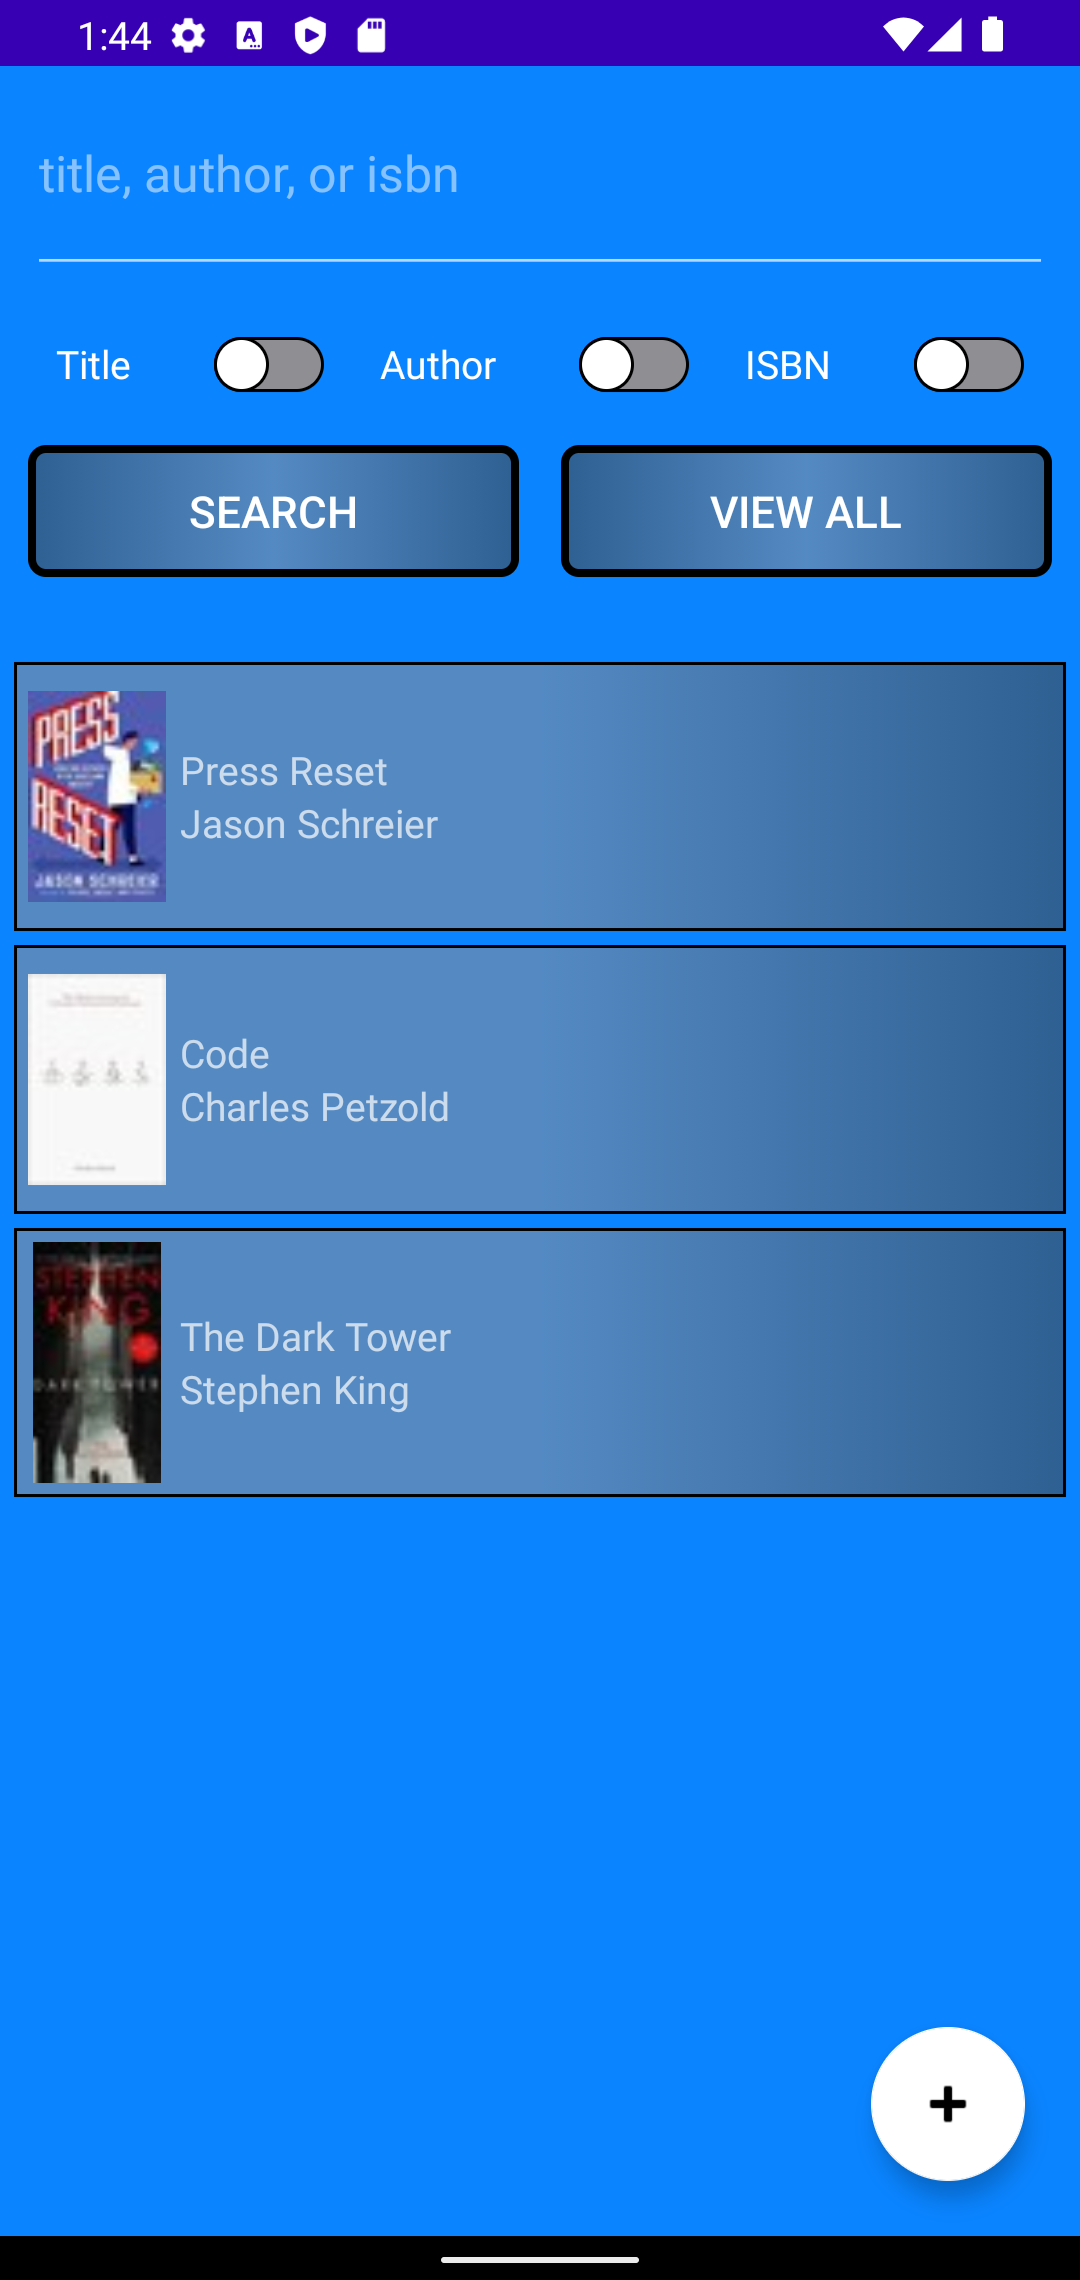 1:44
title, author, or isbn
Title Author ISBN
SEARCH VIEW ALL
PRESS
RESET
JASON SCHREIER
Press Reset
Jason Schreier
Code
Charles Petzold
STEPHEN
KING
DARK TOWER
The Dark Tower
Stephen King